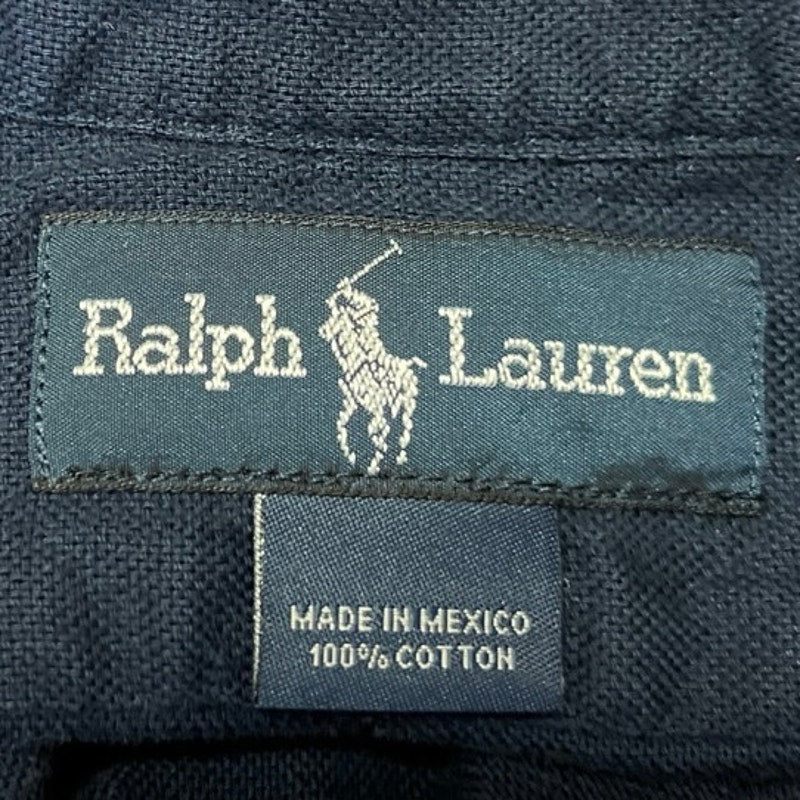 Ralph Lauren
MADE IN MEXICO
100% COTTON